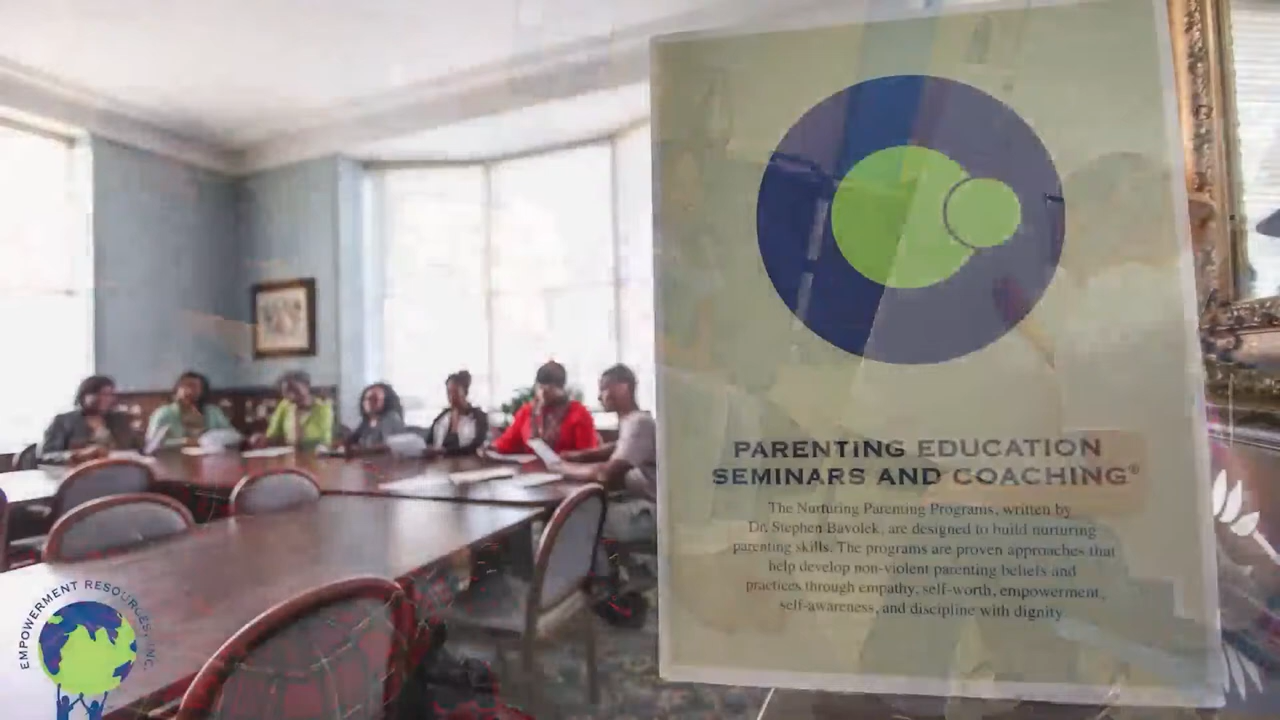 PARENTING EDUCATION
SEMINARS AND COACHING®
The Nurturing Parenting Programs, written by
Dr. Stephen Bavolek, are designed to build nurturing
parenting skills. The programs are proven approaches that
help develop non-violent parenting beliefs and
practices through empathy, self-worth, empowerment,
self-awareness, and discipline with dignity
EMPOWERMENT RESOURCES, INC.